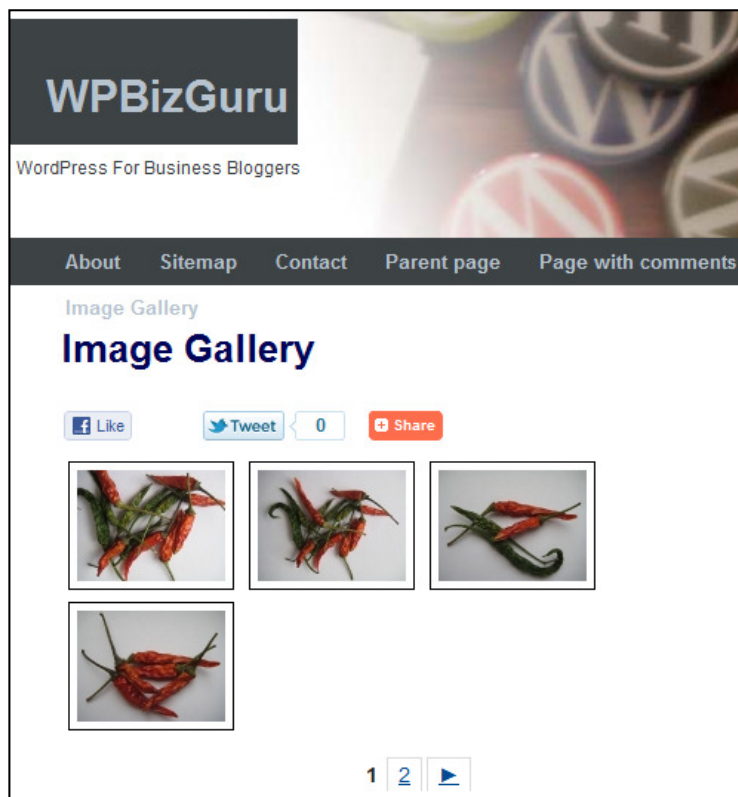 WPBizGuru
WordPress For Business Bloggers
About Sitemap Contact Parent page Page with comments
Image Gallery
Image Gallery
Like Tweet 0 Share
1 2 ►